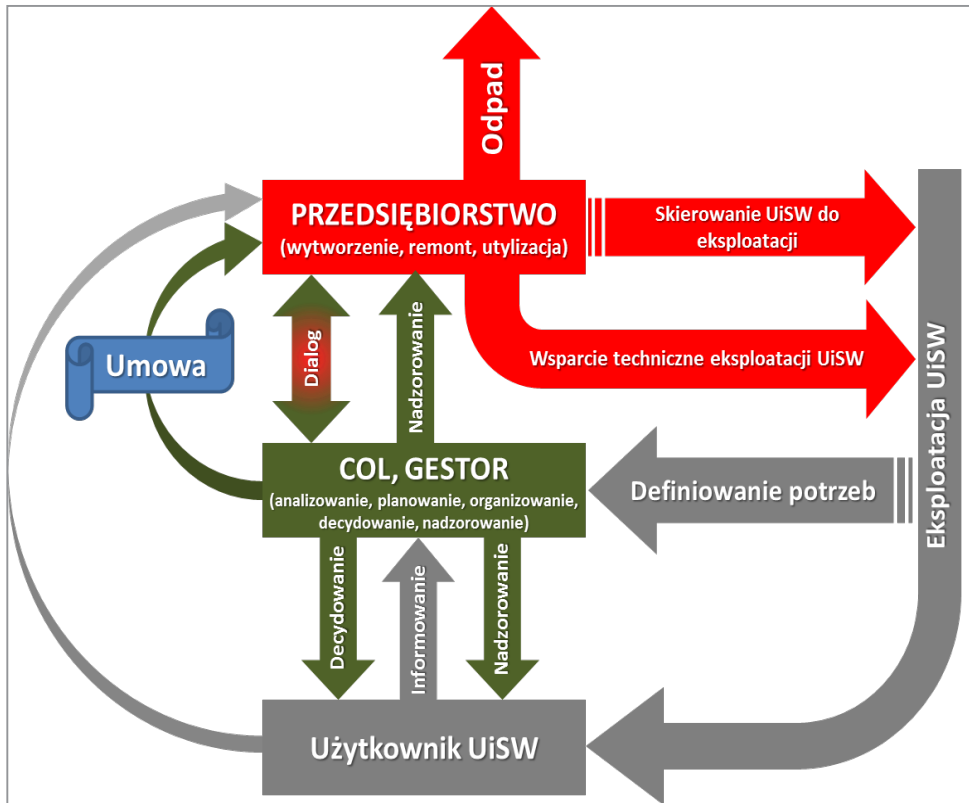 Odpad
PRZEDSIĘBIORSTWO
(wytworzenie, remont, utylizacja)
Skierowanie UiSW do
eksploatacji
Umowa
Dialog
Nadzorowanie
Wsparcie techniczne eksploatacji UiSW
Eksploatacja UiSW
COL, GESTOR
(analizowanie, planowanie, organizowanie,
decydowanie, nadzorowanie)
Definiowanie potrzeb
Decydowanie
Informowanie
Nadzorowanie
Użytkownik UiSW